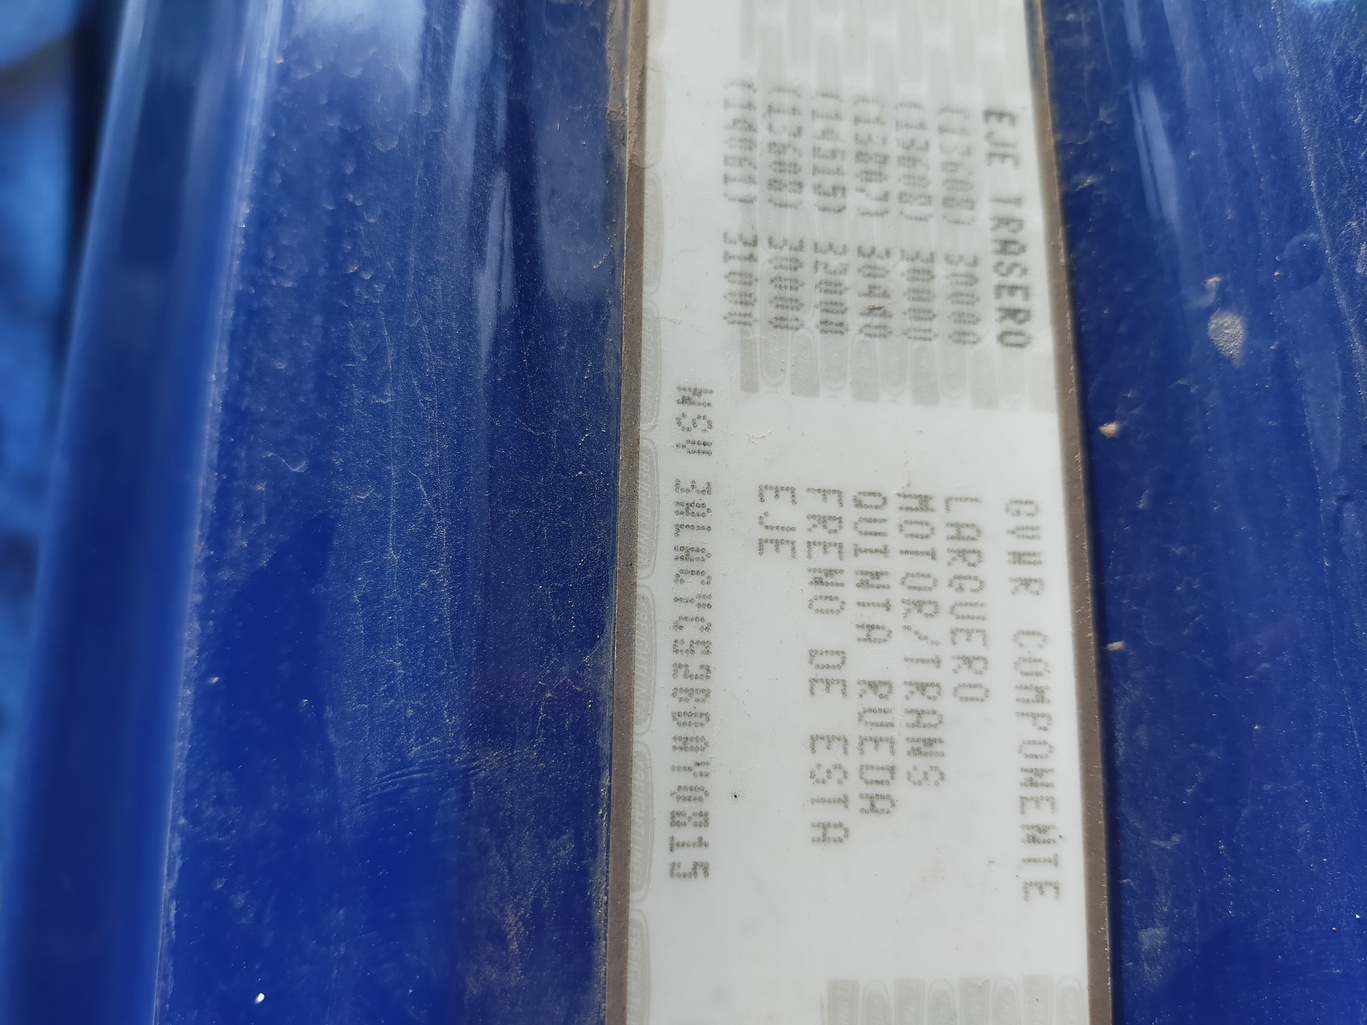 EJE TRASERO GVWR COMPONENTE
(13608) 30000 LARGUERO
(13608) 30000 MOTOR/TRANS
(13807) 30440 QUINTA RUEDA
(14515) 32000 FRENO DE ESTA
(13608) 30000 EJE
(14061) 31000